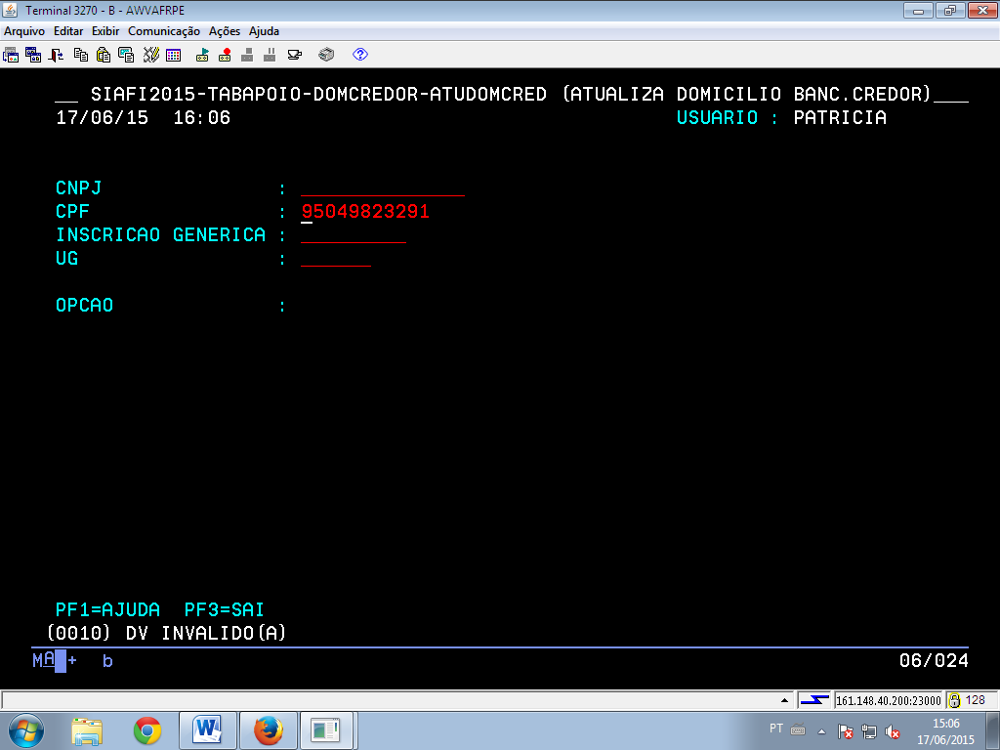 Terminal 3270 - B - AWVAFRPE
Arquivo Editar Exibir Comunicação Ações Ajuda
__ SIAFI2015-TABAPOIO-DOMCREDOR-ATUDOMCRED (ATUALIZA DOMICILIO BANC.CREDOR)___
17/06/15 16:06 USUARIO : PATRICIA
CNPJ : ______________
CPF : 95049823291
INSCRICAO GENERICA : _________
UG : ______
OPCAO :
PF1=AJUDA PF3=SAI
(0010) DV INVALIDO(A)
MA + b 06/024
161.148.40.200:23000 128
PT 15:06
17/06/2015